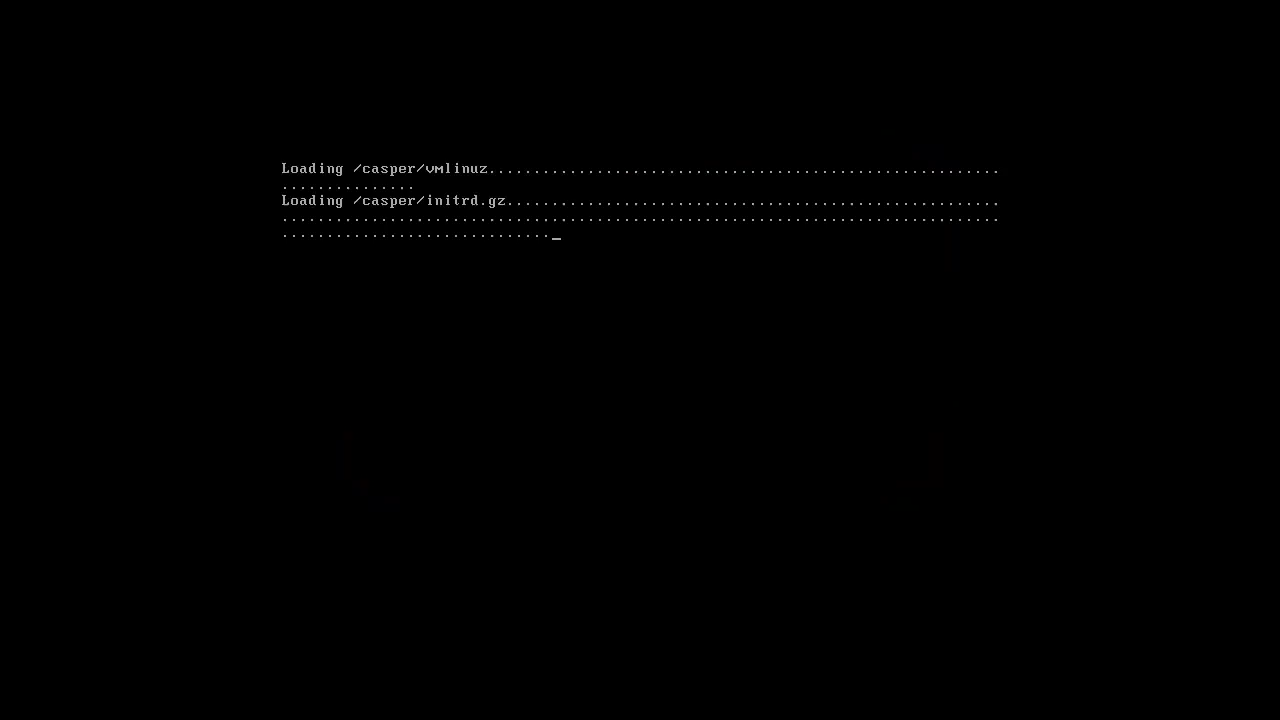 Loading /casper/vmlinuz.........................................................
...............
Loading /casper/initrd.gz.......................................................
................................................................................
.............................._